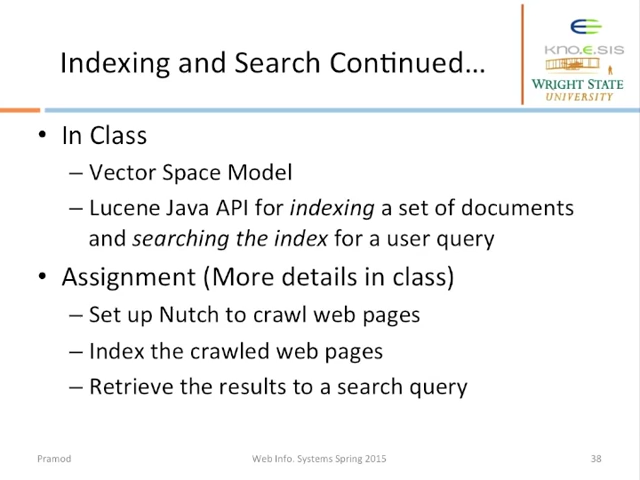 Indexing and Search Continued...
KNO.E.SIS
WRIGHT STATE
UNIVERSITY
• In Class
– Vector Space Model
– Lucene Java API for indexing a set of documents
and searching the index for a user query
• Assignment (More details in class)
– Set up Nutch to crawl web pages
– Index the crawled web pages
– Retrieve the results to a search query
Pramod
Web Info. Systems Spring 2015
38